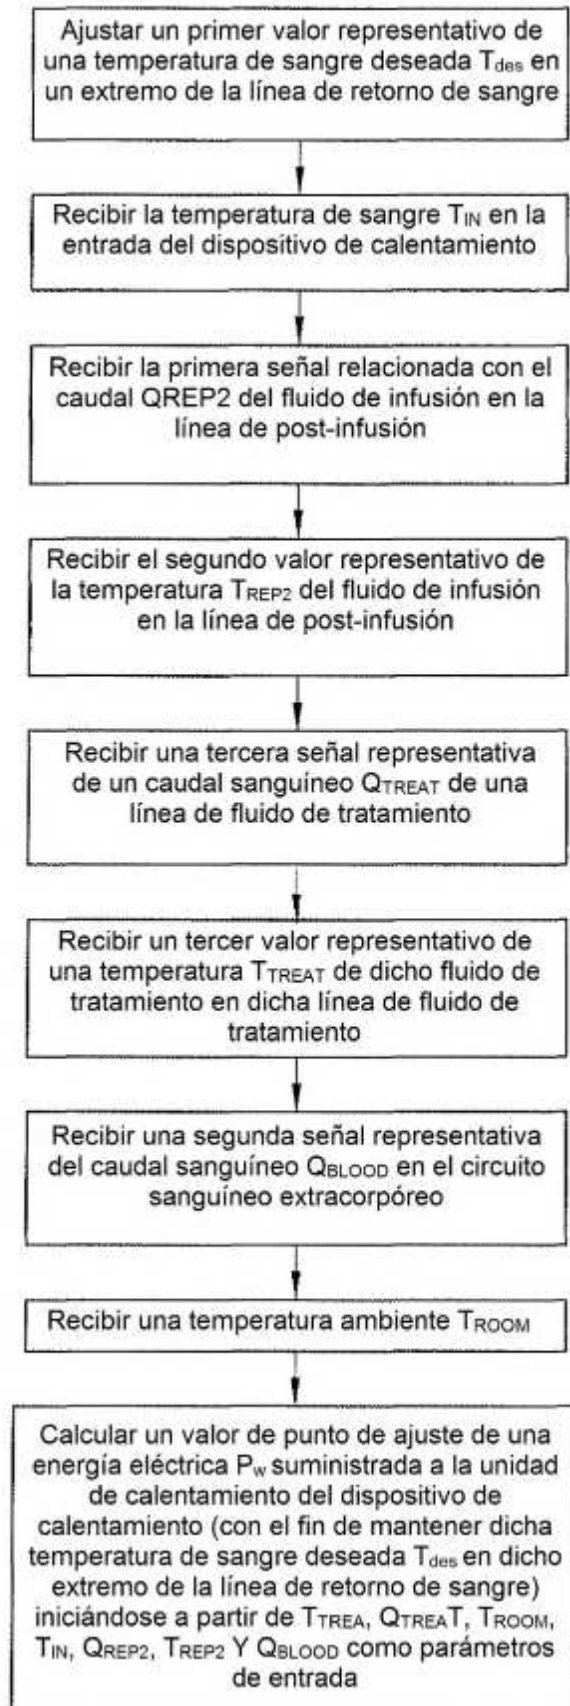 Ajustar un primer valor representativo de
una temperatura de sangre deseada Tdes en
un extremo de la línea de retorno de sangre
Recibir la temperatura de sangre TIN en la
entrada del dispositivo de calentamiento
Recibir la primera señal relacionada con el
caudal QREP2 del fluido de infusión en la
línea de post-infusión
Recibir el segundo valor representativo de
la temperatura TREP2 del fluido de infusión
en la línea de post-infusión
Recibir una tercera señal representativa
de un caudal sanguíneo QTREAT de una
línea de fluido de tratamiento
Recibir un tercer valor representativo de
una temperatura TTREAT de dicho fluido de
tratamiento en dicha línea de fluido de
tratamiento
Recibir una segunda señal representativa
del caudal sanguíneo QBLOOD en el circuito
sanguíneo extracorpóreo
Recibir una temperatura ambiente TROOM
Calcular un valor de punto de ajuste de una
energía eléctrica Pw suministrada a la unidad
de calentamiento del dispositivo de
calentamiento (con el fin de mantener dicha
temperatura de sangre deseada Tdes en dicho
extremo de la línea de retorno de sangre)
iniciándose a partir de TTREA, QTREAT, TROOM,
TIN, QREP2, TREP2 Y QBLOOD como parámetros
de entrada